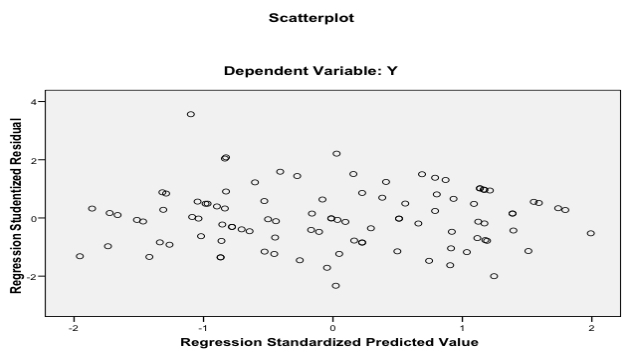 Scatterplot
Dependent Variable: Y
Regression Studentized Residual
4
2
0
-2
-2
-1
0
1
2
Regression Standardized Predicted Value